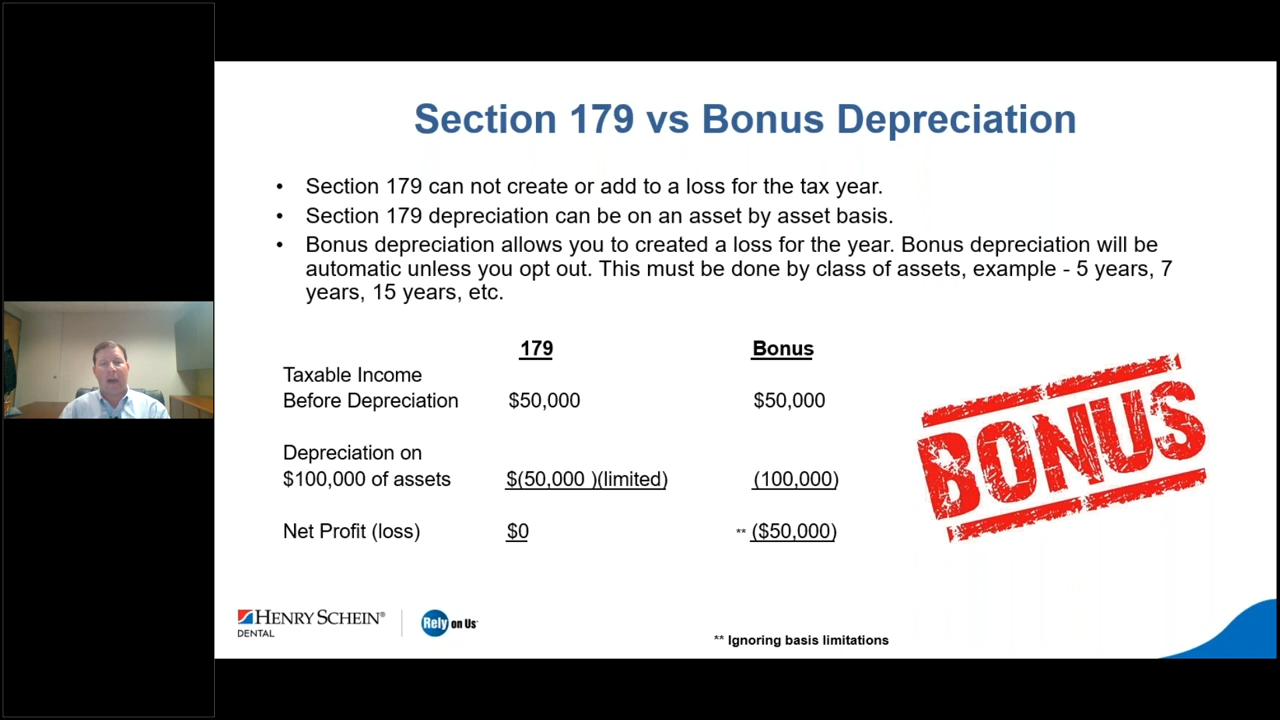 Section 179 vs Bonus Depreciation
• Section 179 can not create or add to a loss for the tax year.
• Section 179 depreciation can be on an asset by asset basis.
• Bonus depreciation allows you to created a loss for the year. Bonus depreciation will be
automatic unless you opt out. This must be done by class of assets, example - 5 years, 7
years, 15 years, etc.
179 Bonus
Taxable Income
Before Depreciation $50,000 $50,000
Depreciation on
$100,000 of assets $(50,000 )(limited) (100,000)
Net Profit (loss) $0 ** ($50,000)
BONUS
HENRY SCHEIN®
DENTAL
Rely on Us
** Ignoring basis limitations